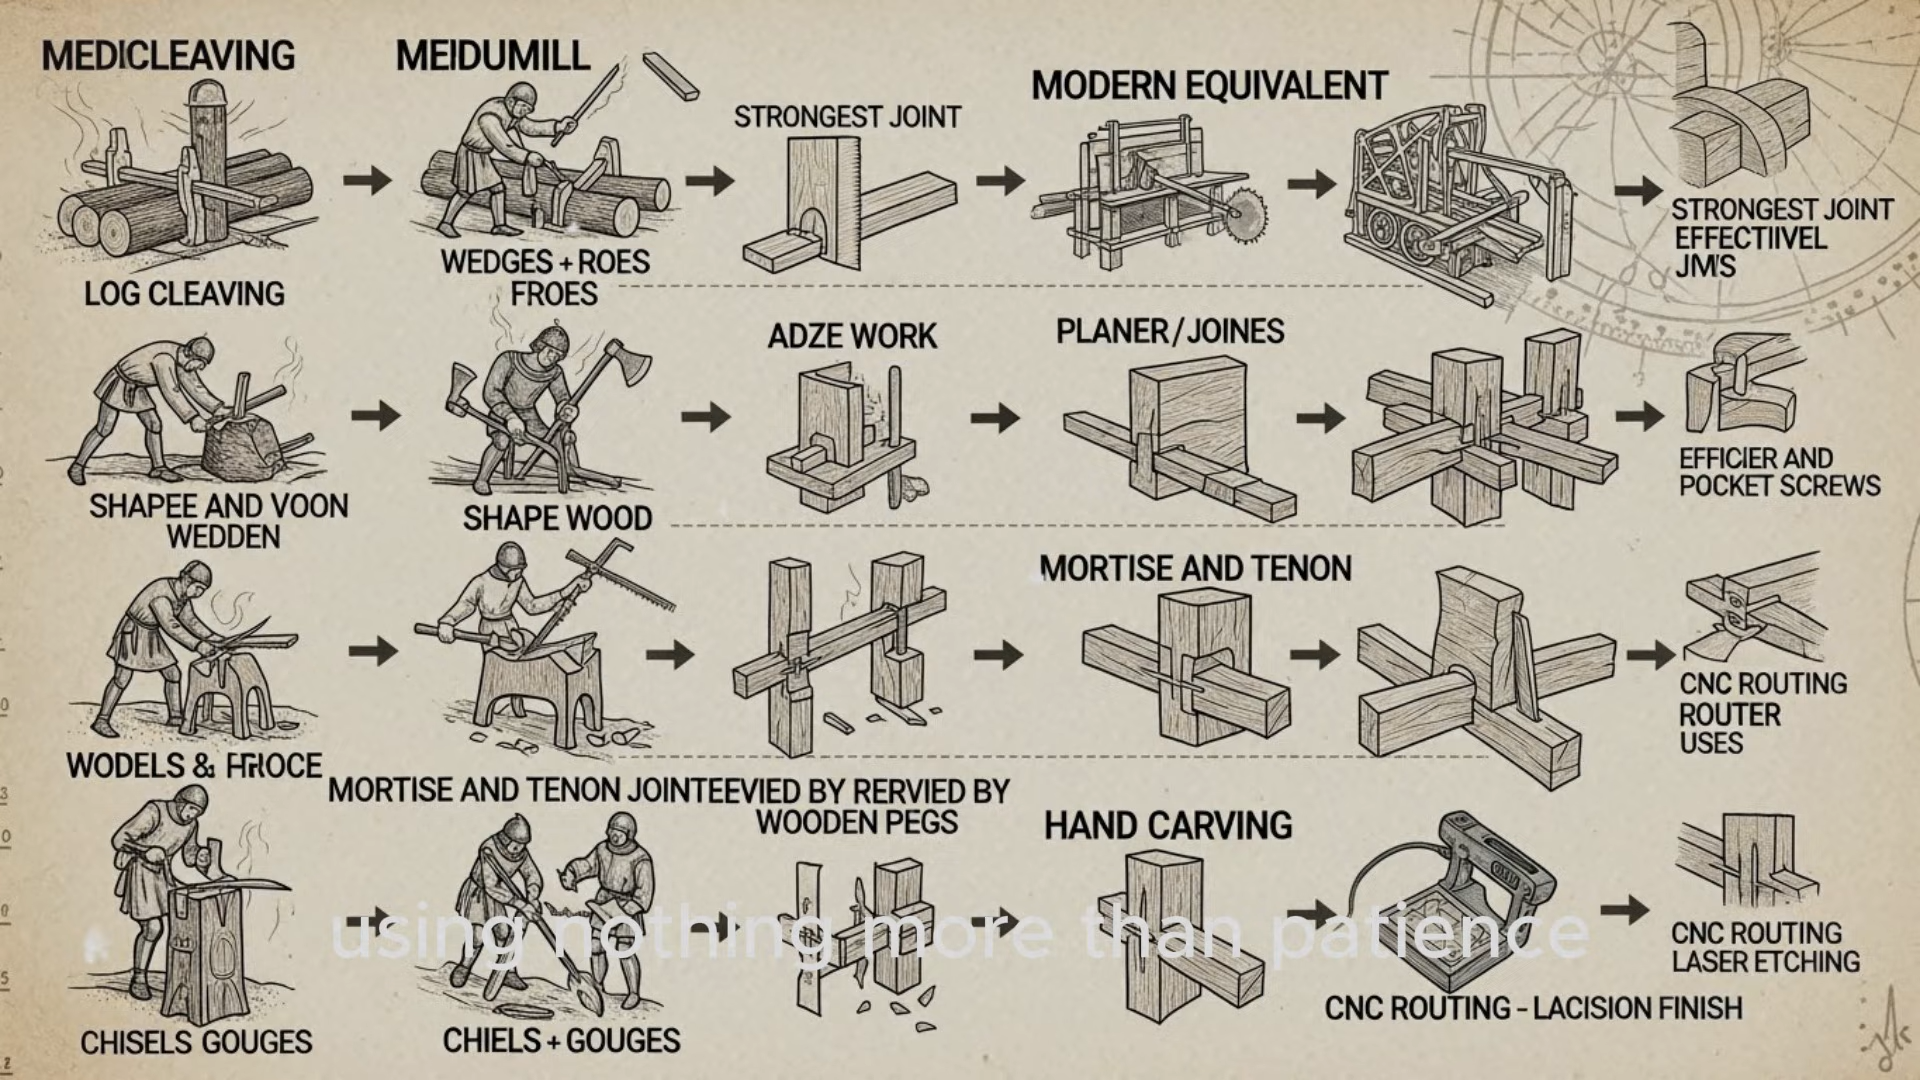 MEDICLEAVING
MEIDUMILL
STRONGEST JOINT
MODERN EQUIVALENT
STRONGEST JOINT
EFFECTIIVEL
JM'S
LOG CLEAVING
WEDGES + ROES
FROES
ADZE WORK
PLANER / JOINES
EFFICIER AND
POCKET SCREWS
SHAPEE AND VOON
WEDDEN
SHAPE WOOD
MORTISE AND TENON
CNC ROUTING
ROUTER
USES
WODELS & FRIOCE
MORTISE AND TENON JOINTEEVIED BY RERVIED BY
WOODEN PEGS
HAND CARVING
using nothing more than patience
CNC ROUTING
LASER ETCHING
CNC ROUTING - LACISION FINISH
CHISELS GOUGES
CHIELS + GOUGES